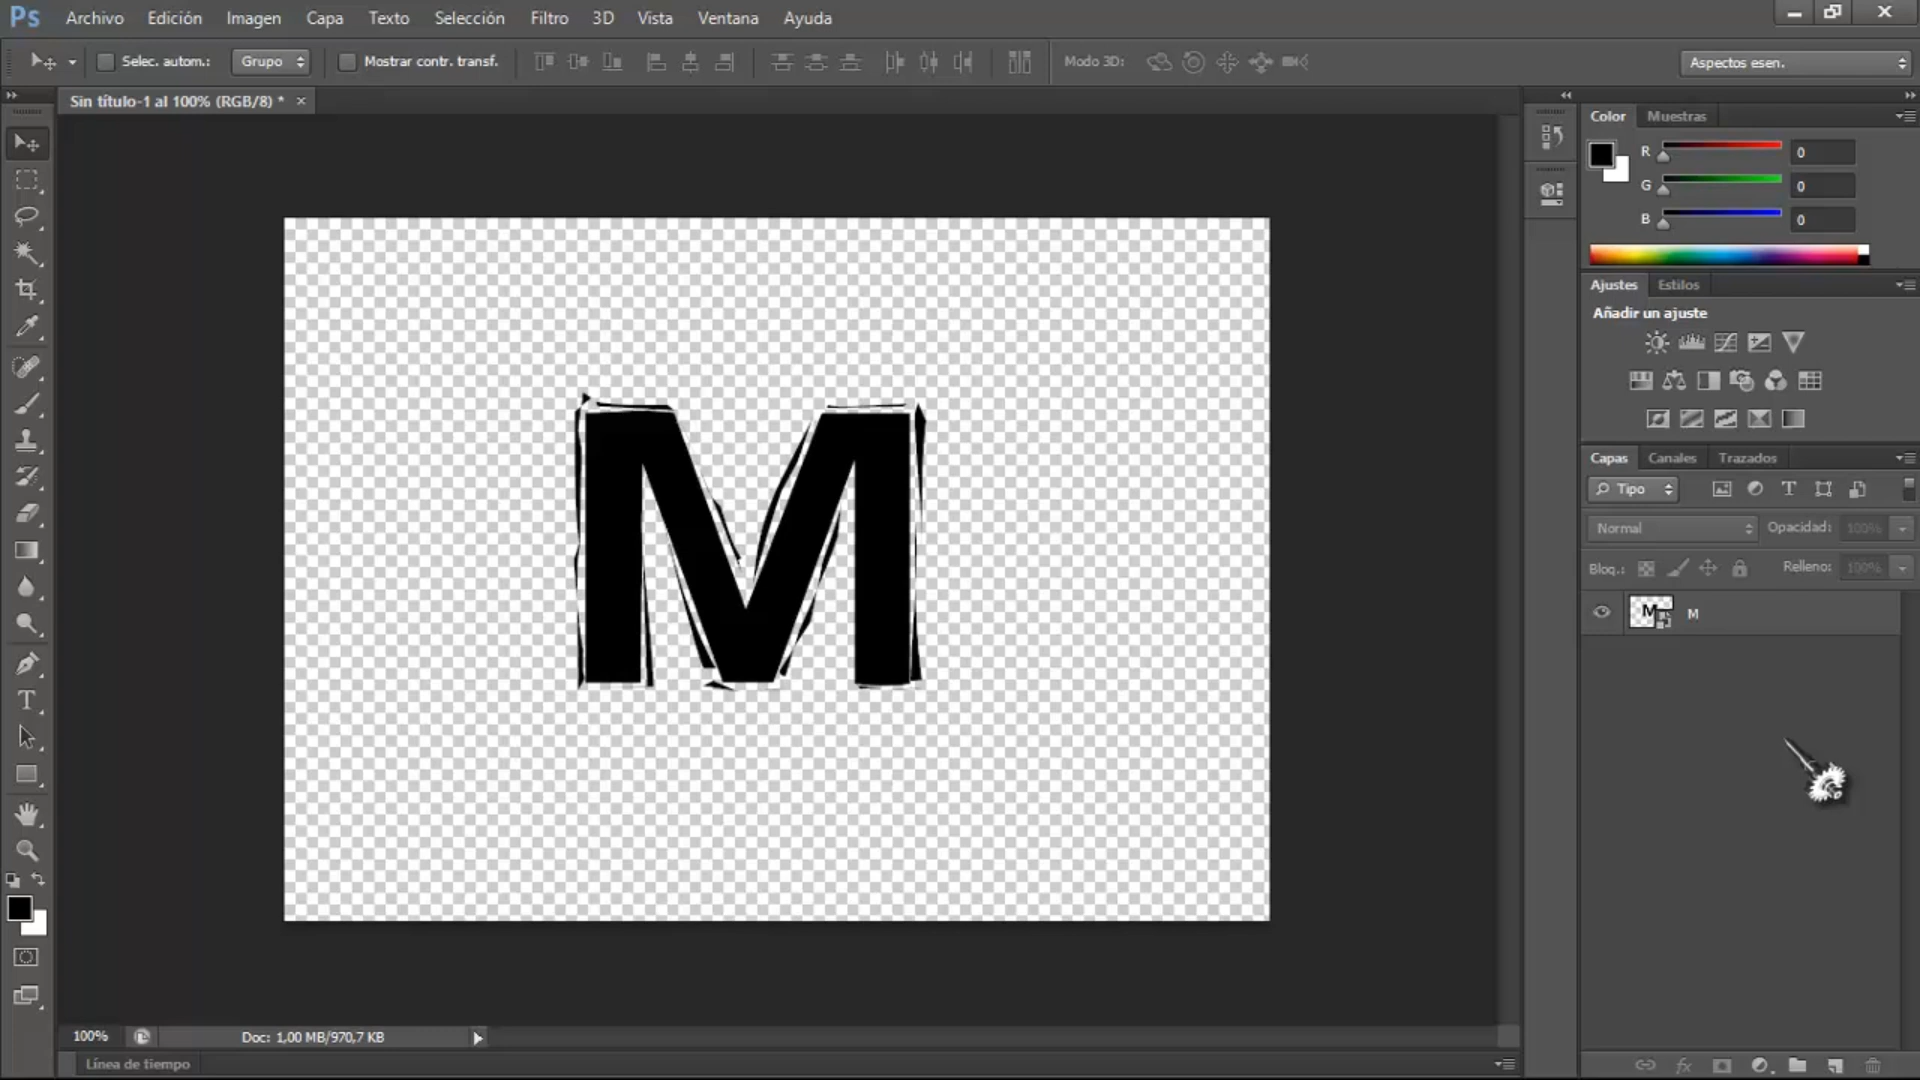 Ps Archivo Edición Imagen Capa Texto Selección Filtro 3D Vista Ventana Ayuda
Selec. autom.: Grupo Mostrar contr. transf. Modo 3D: Aspectos esen.
Sin título-1 al 100% (RGB/8) * ×
Color Muestras
R 0
G 0
B 0
Ajustes Estilos
Añadir un ajuste
Capas Canales Trazados
Tipo
Normal Opacidad: 100%
Bloq.: Relleno: 100%
M
M
M
100% Doc: 1,00 MB/970,7 KB
Línea de tiempo